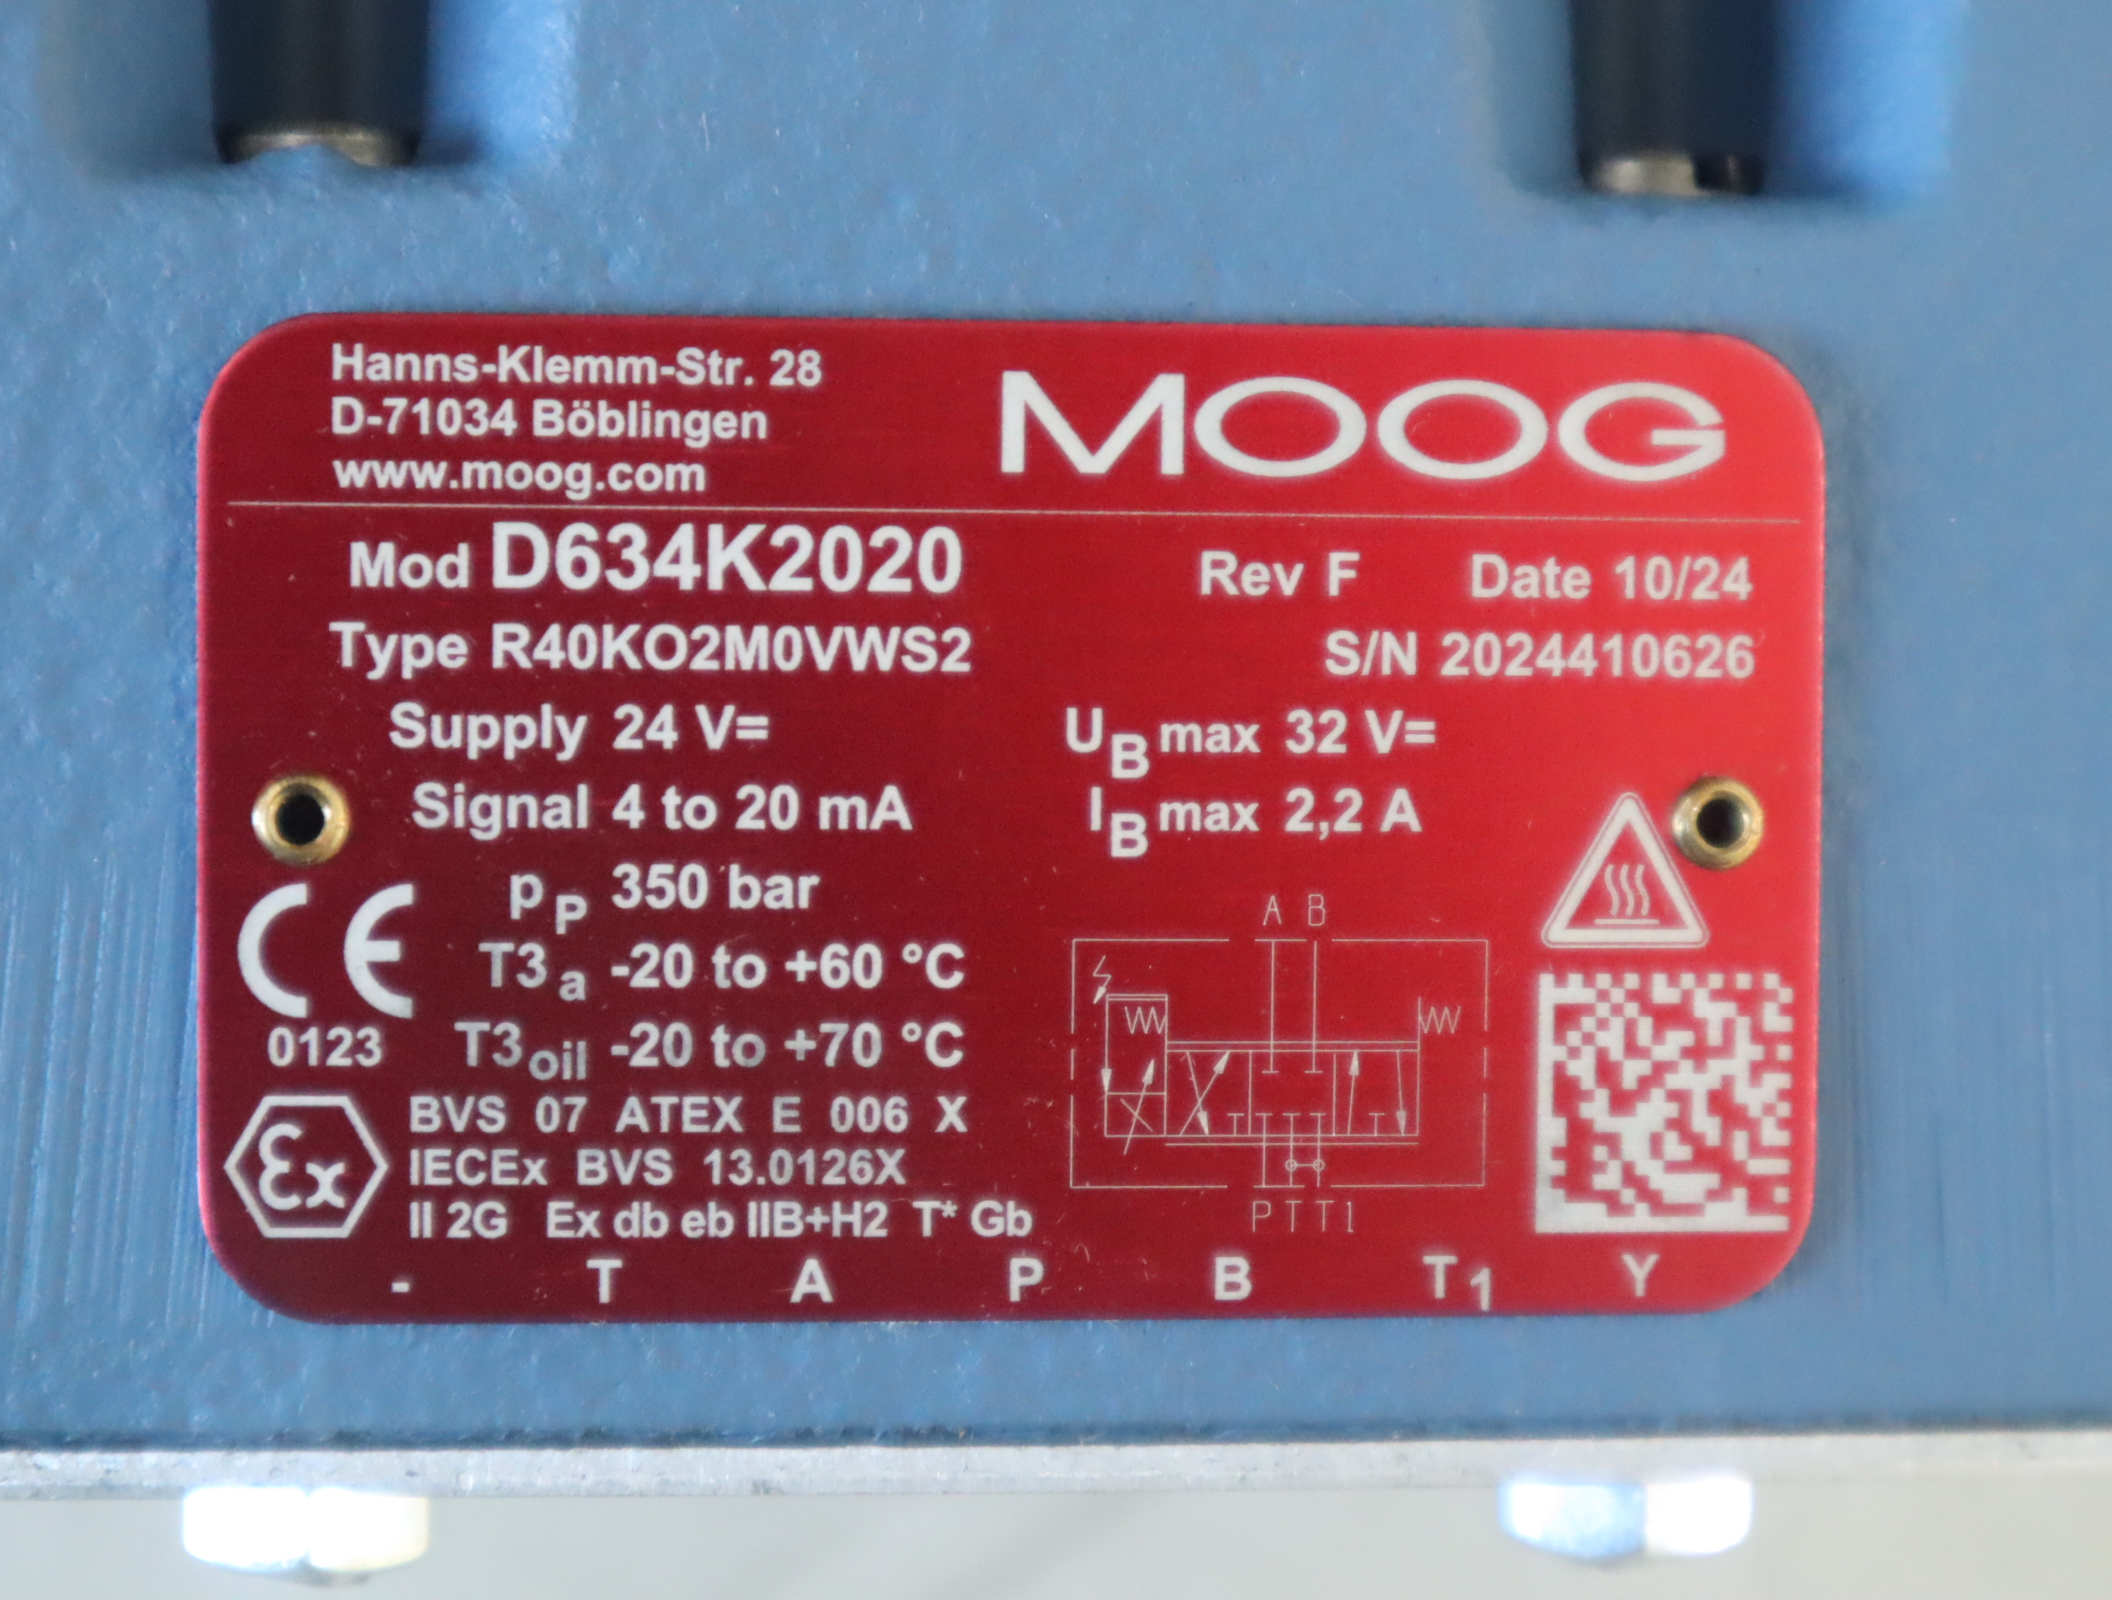 Hanns-Klemm-Str. 28
D-71034 Böblingen
www.moog.com
MOOG
Mod D634K2020 Rev F Date 10/24
Type R40KO2M0VWS2 S/N 2024410626
Supply 24 V= UB max 32 V=
Signal 4 to 20 mA IB max 2,2 A
pP 350 bar
T3a -20 to +60 °C
T3oil -20 to +70 °C
CE
0123
A B
BVS 07 ATEX E 006 X
IECEx BVS 13.0126X
Ex
II 2G Ex db eb IIB+H2 T* Gb
P T T1
- T A P B T1 Y